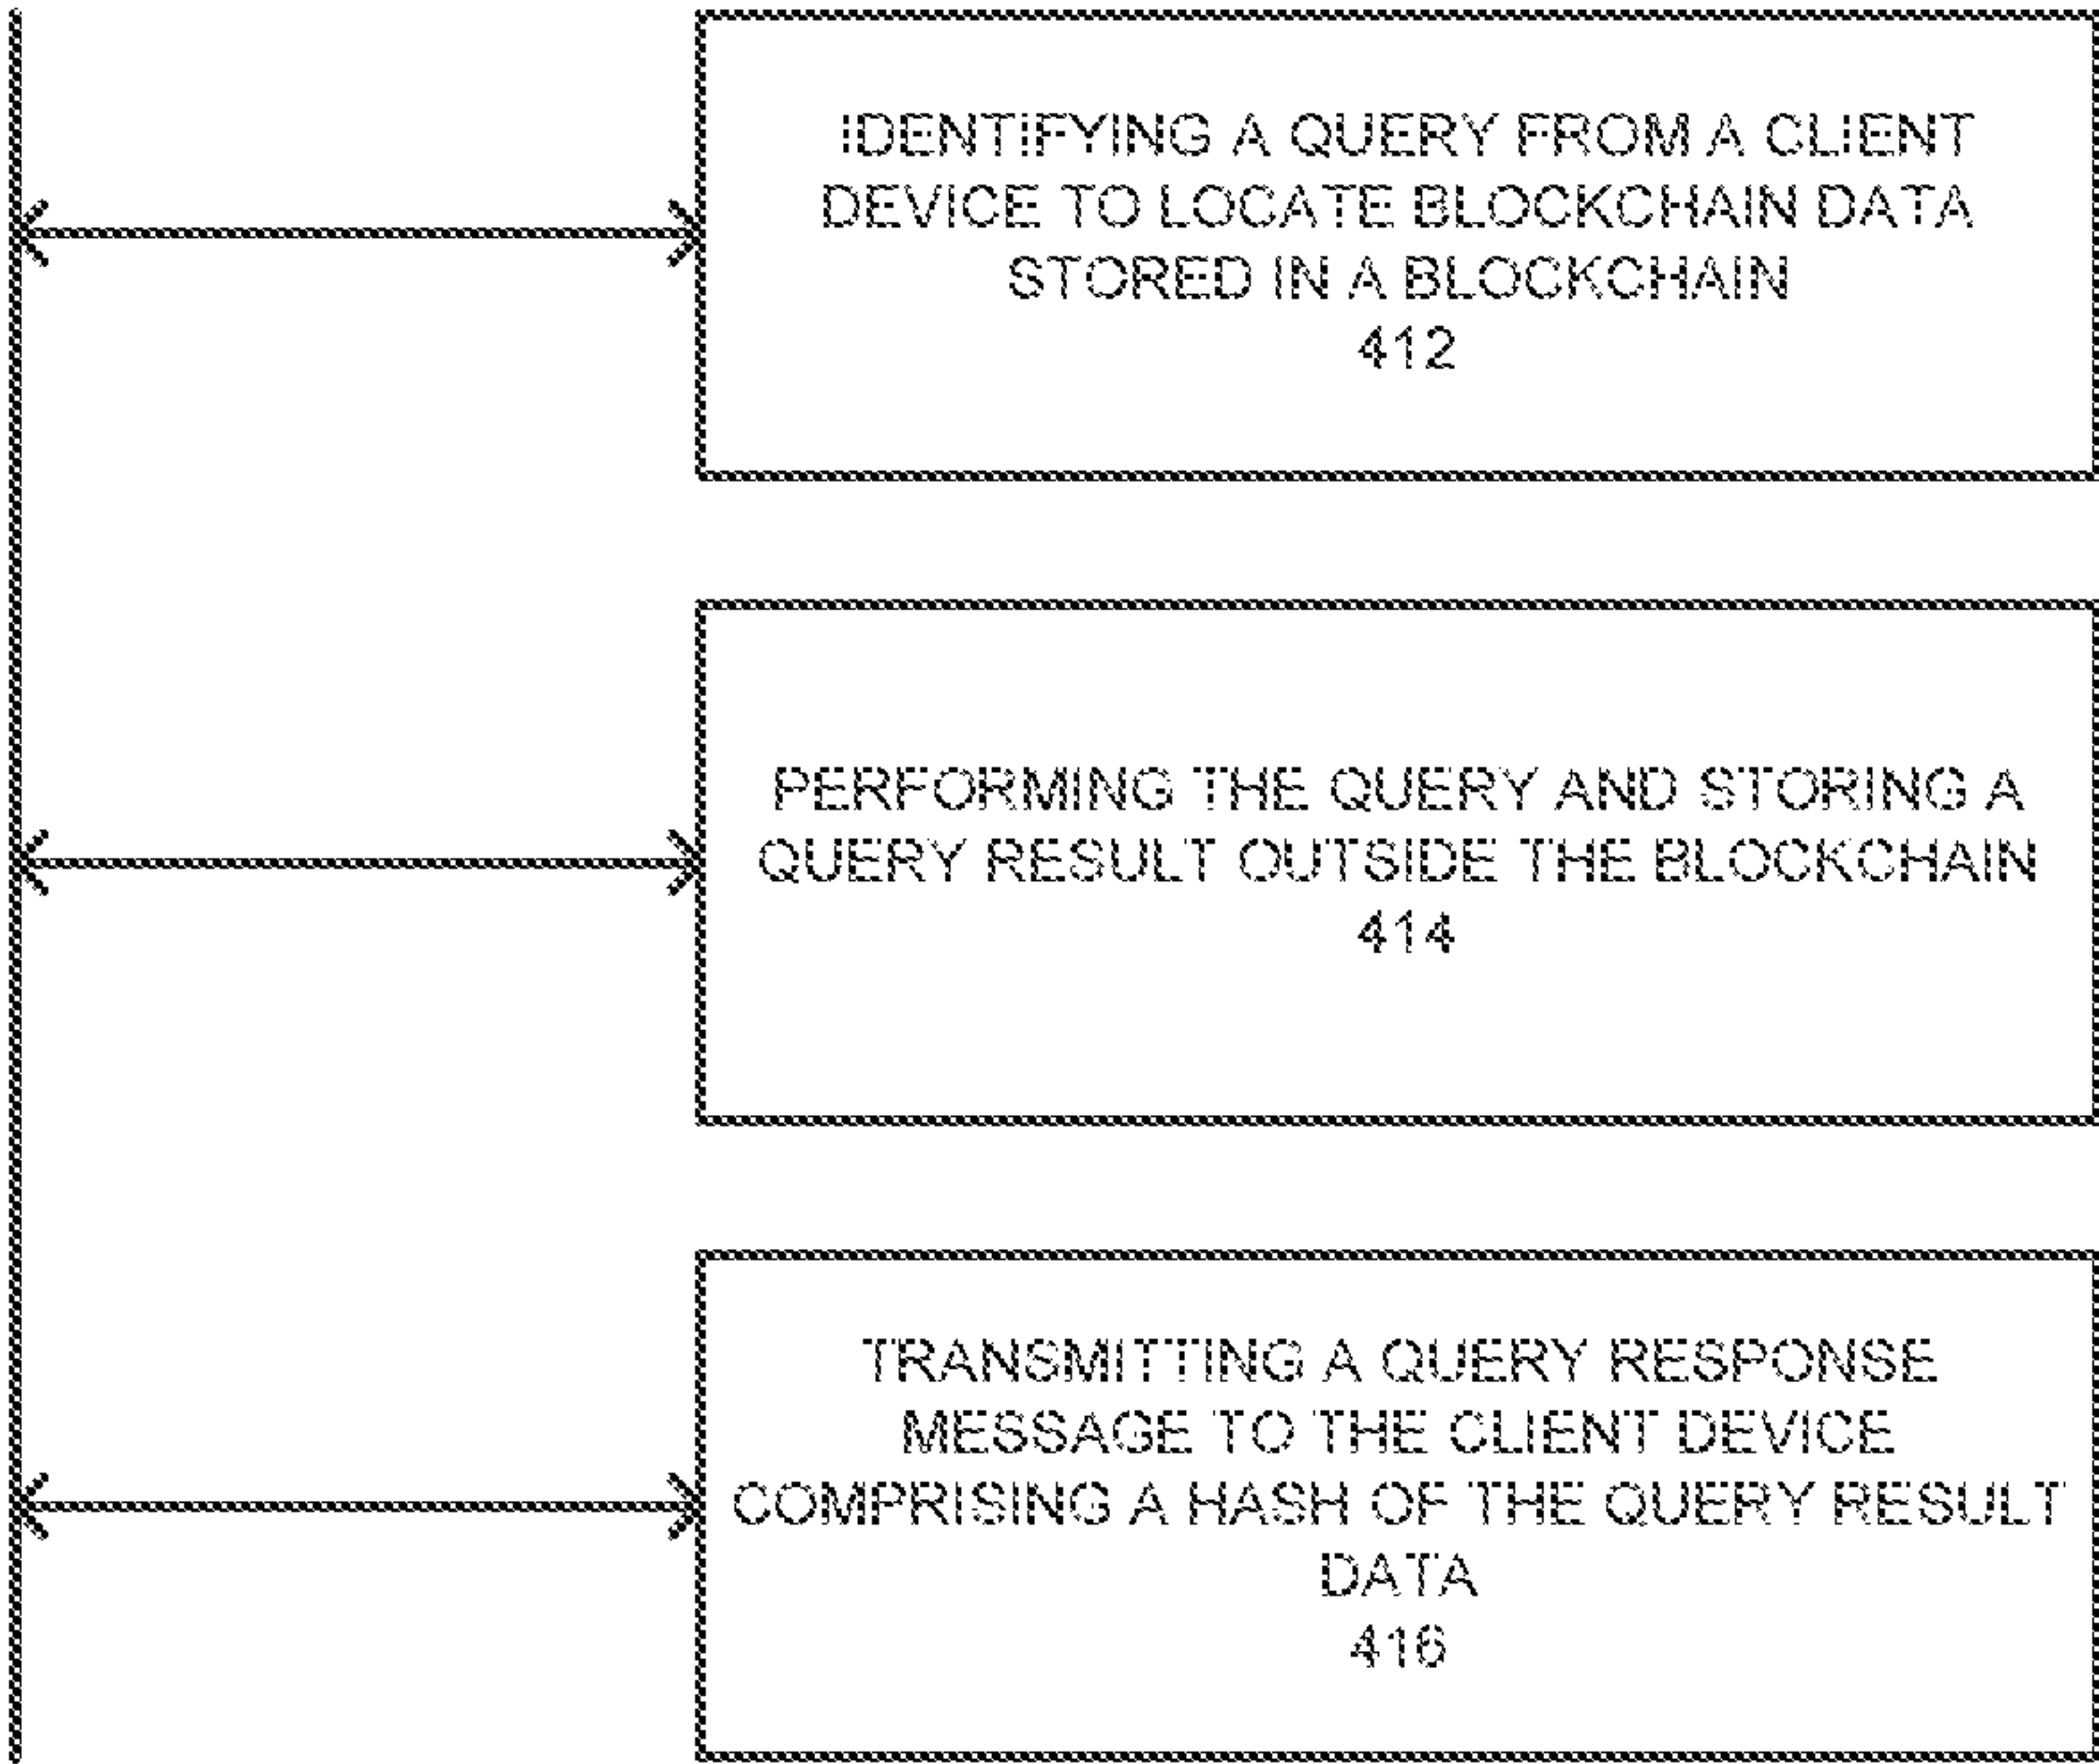 IDENTIFYING A QUERY FROM A CLIENT
DEVICE TO LOCATE BLOCKCHAIN DATA
STORED IN A BLOCKCHAIN
412
PERFORMING THE QUERY AND STORING A
QUERY RESULT OUTSIDE THE BLOCKCHAIN
414
TRANSMITTING A QUERY RESPONSE
MESSAGE TO THE CLIENT DEVICE
COMPRISING A HASH OF THE QUERY RESULT
DATA
416